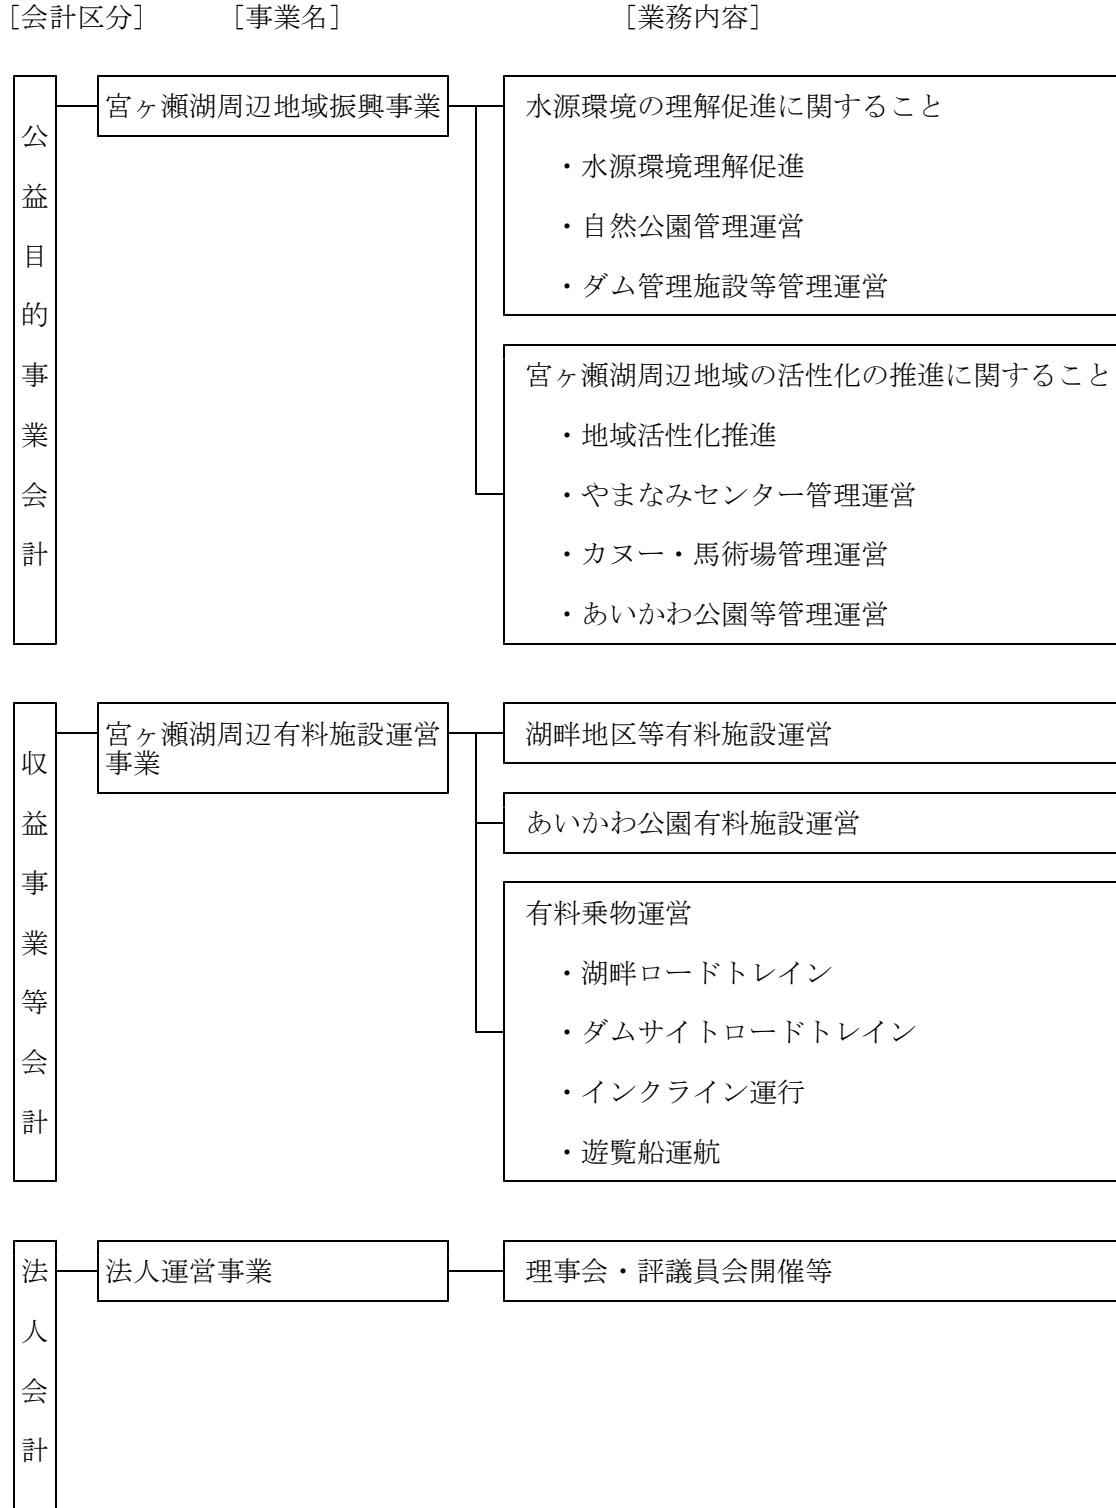 ［会計区分］ ［事業名］ ［業務内容］
公益目的事業会計
宮ヶ瀬湖周辺地域振興事業
水源環境の理解促進に関すること
・水源環境理解促進
・自然公園管理運営
・ダム管理施設等管理運営
宮ヶ瀬湖周辺地域の活性化の推進に関すること
・地域活性化推進
・やまなみセンター管理運営
・カヌー・馬術場管理運営
・あいかわ公園等管理運営
収益事業等会計
宮ヶ瀬湖周辺有料施設運営
事業
湖畔地区等有料施設運営
あいかわ公園有料施設運営
有料乗物運営
・湖畔ロードトレイン
・ダムサイトロードトレイン
・インクライン運行
・遊覧船運航
法人会計
法人運営事業
理事会・評議員会開催等